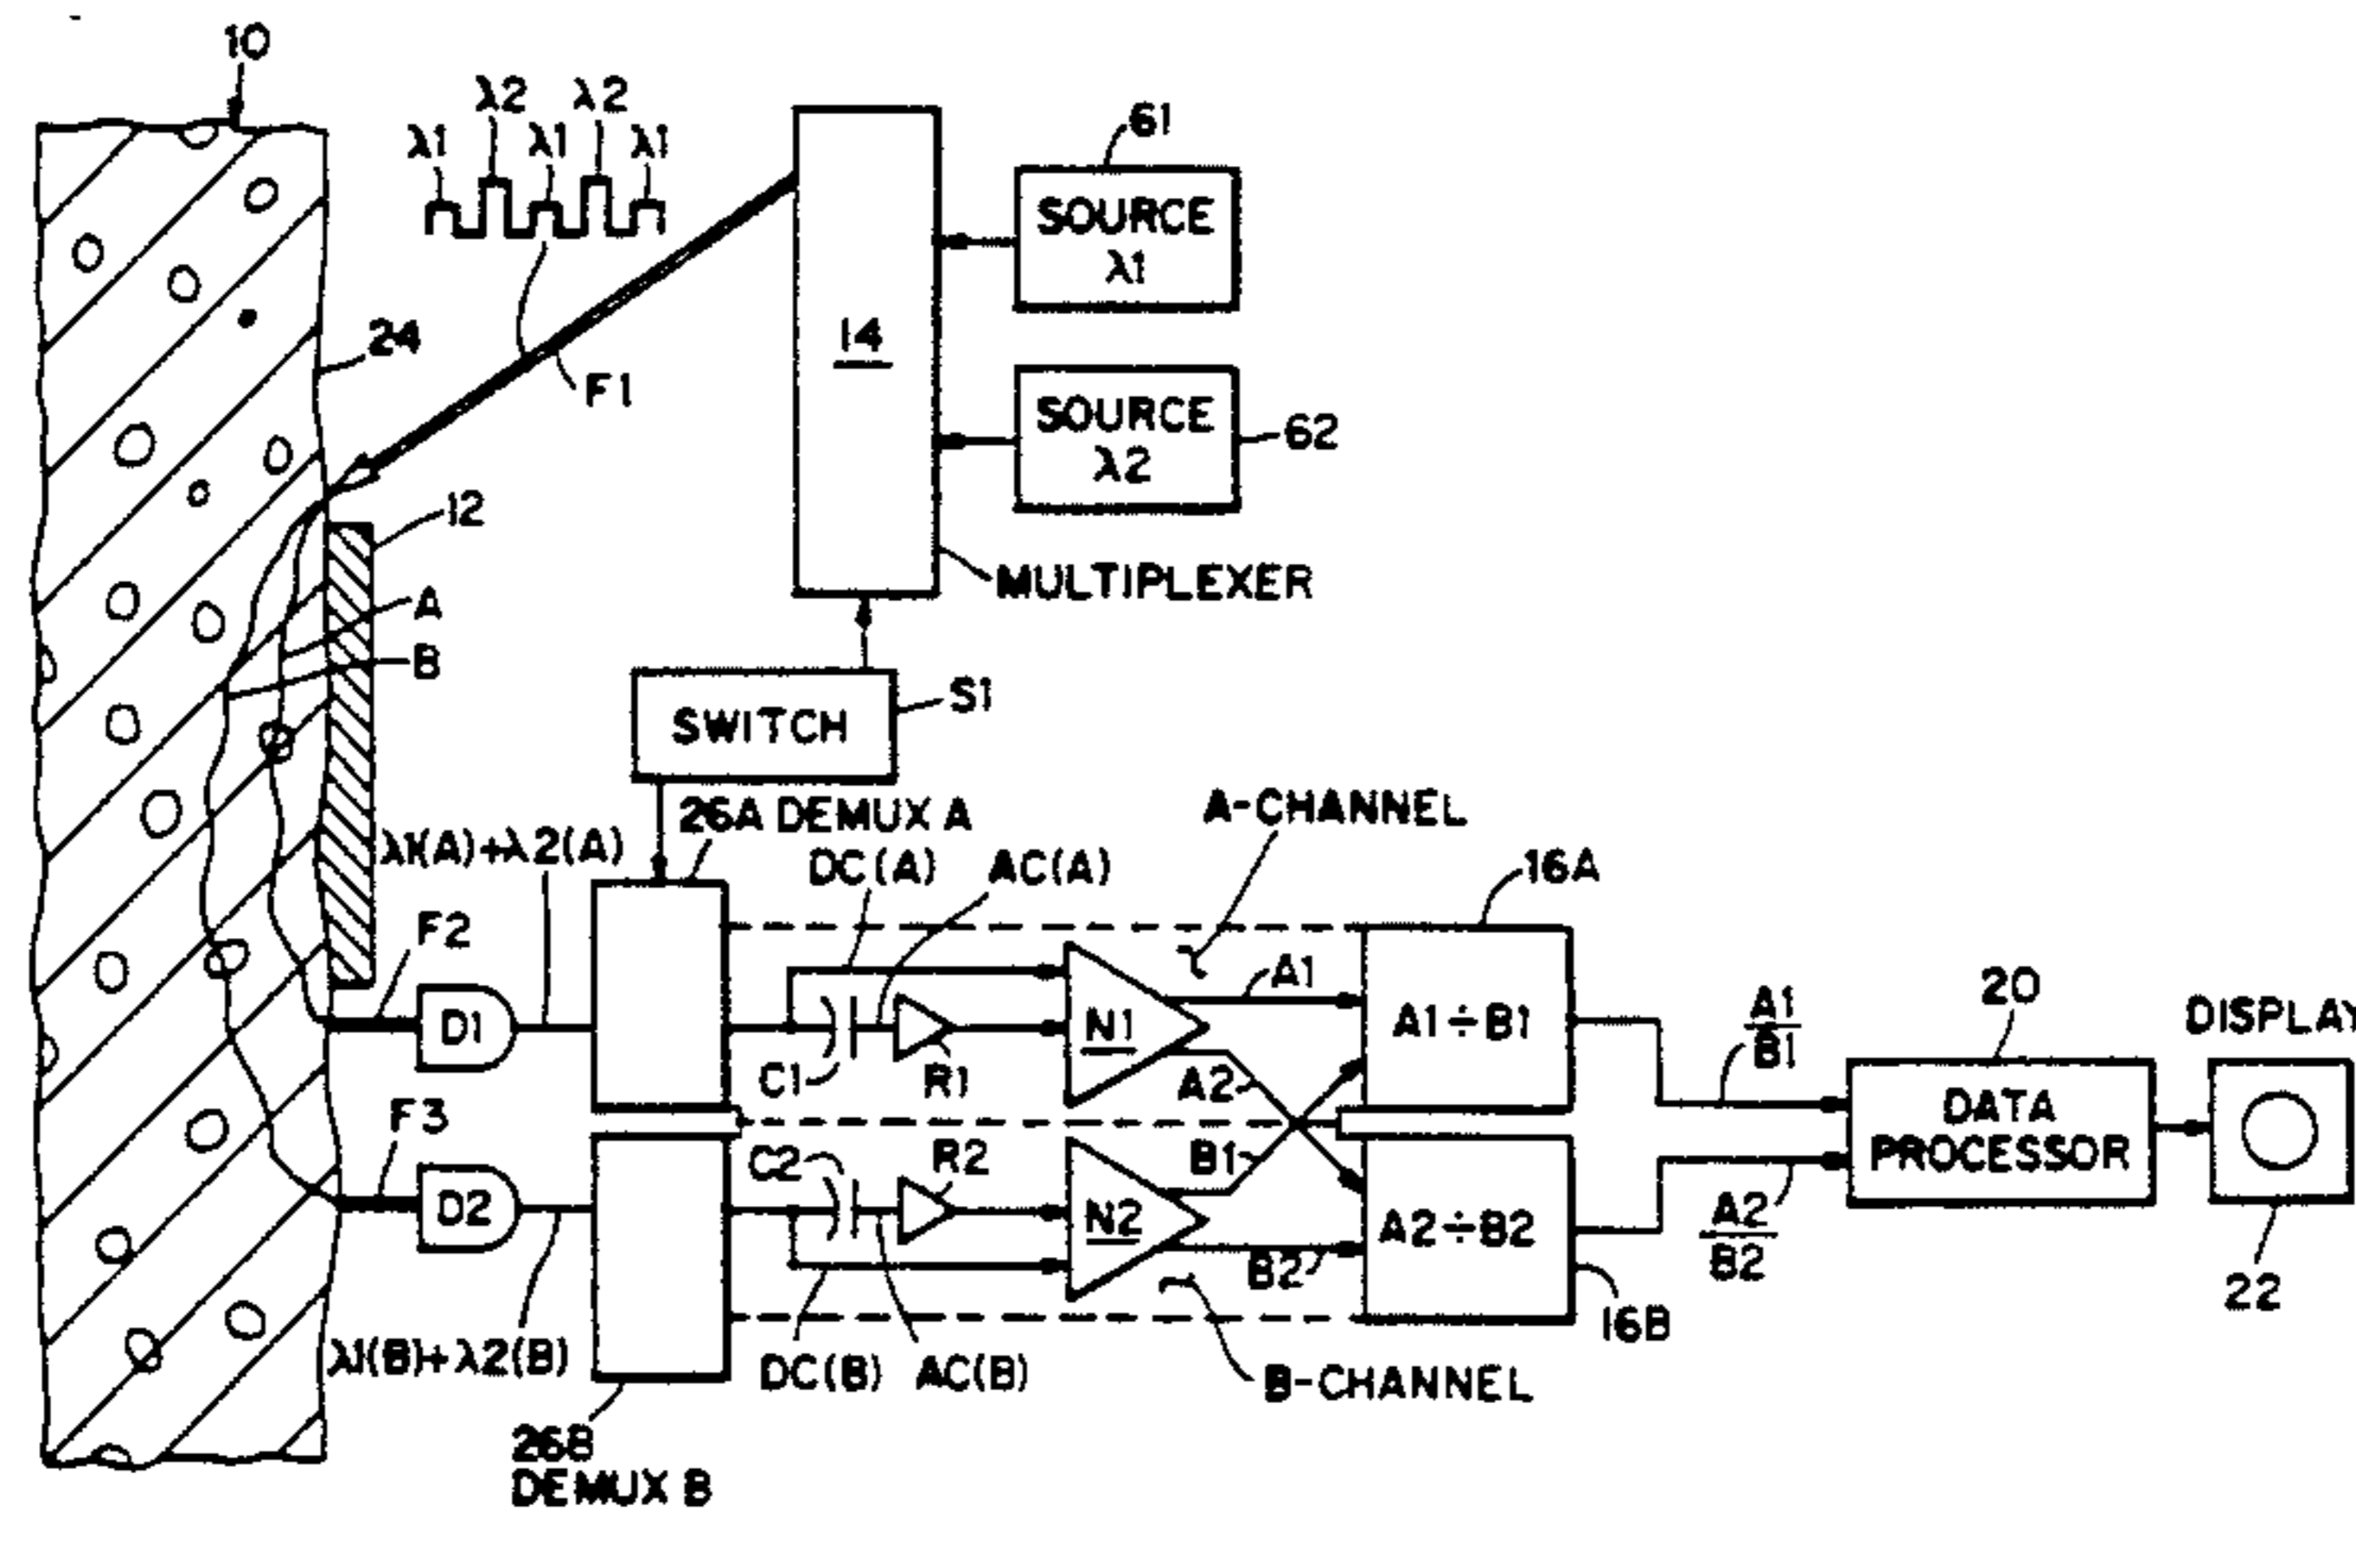 10
λ2 λ2
λ1 λ1 λ1
61
SOURCE
λ1
14
24
F1
SOURCE
λ2
62
12
MULTIPLEXER
A
B
S1
SWITCH
26A DEMUX A
A-CHANNEL
λ1(A)+λ2(A)
DC(A) AC(A)
16A
F2
A1
20
DISPLAY
D1
N1
A1÷B1
A1
B1
C1
R1
A2
DATA
PROCESSOR
F3
C2
R2
B1
D2
N2
A2÷B2
A2
B2
B2
22
16B
λ1(B)+λ2(B)
DC(B) AC(B)
B-CHANNEL
26B
DEMUX B